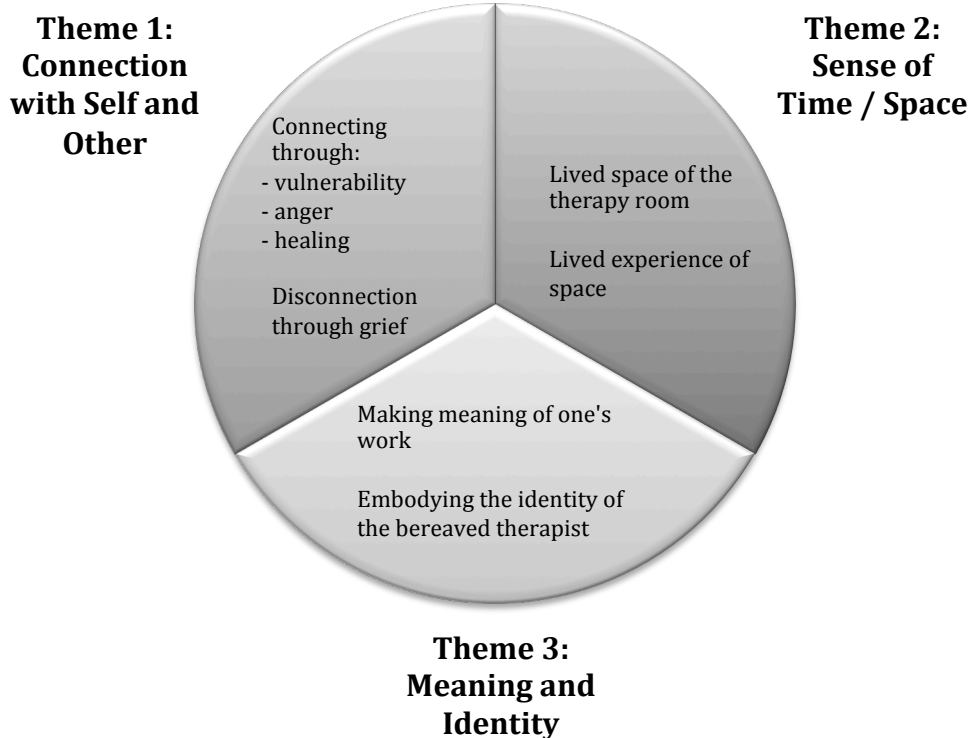 Theme 1:
Connection
with Self and
Other
Connecting
through:
- vulnerability
- anger
- healing
Disconnection
through grief
Theme 2:
Sense of
Time / Space
Lived space of the
therapy room
Lived experience of
space
Making meaning of one's
work
Embodying the identity of
the bereaved therapist
Theme 3:
Meaning and
Identity